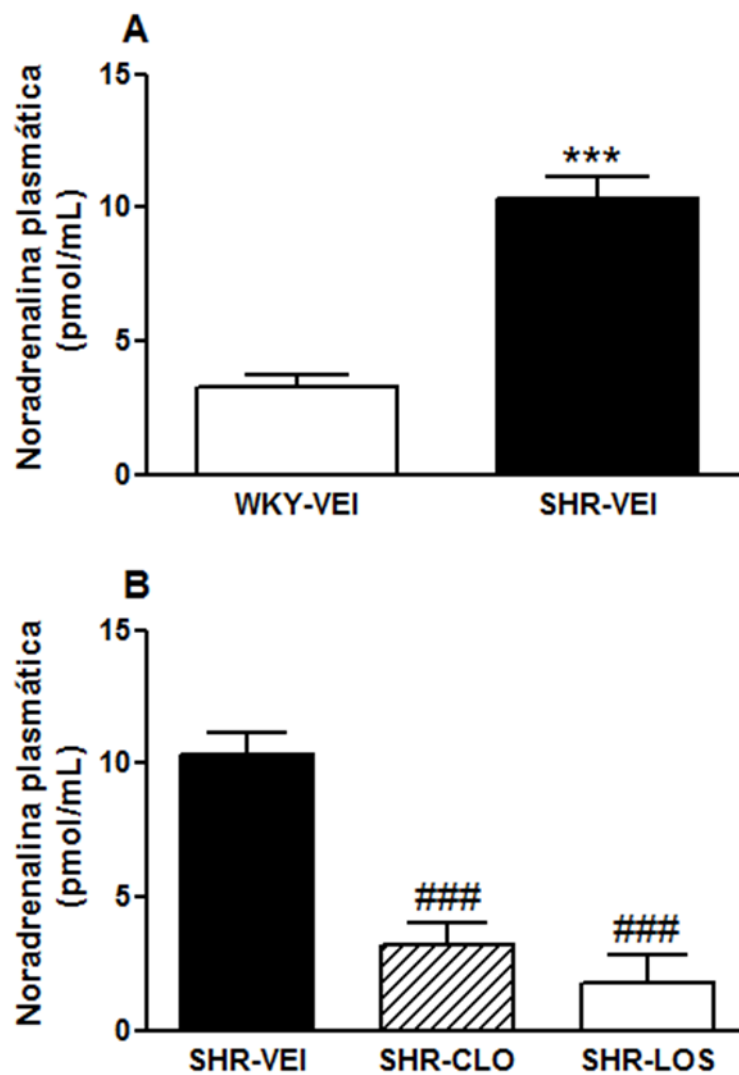 A
Noradrenalina plasmática
(pmol/mL)
15
10
5
0
***
WKY-VEI SHR-VEI
B
Noradrenalina plasmática
(pmol/mL)
15
10
5
0
###
###
SHR-VEI SHR-CLO SHR-LOS